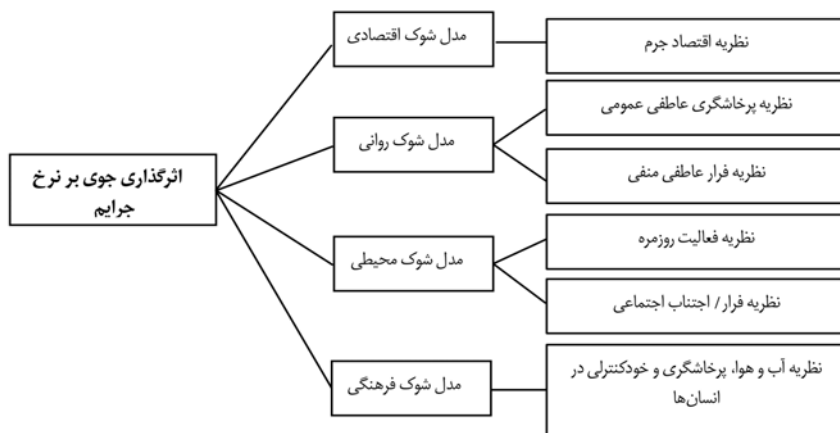 مدل شوک اقتصادی
نظریه اقتصاد جرم
نظریه پرخاشگری عاطفی عمومی
مدل شوک روانی
نظریه فرار عاطفی منفی
اثرگذاری جوی بر نرخ
جرایم
نظریه فعالیت روزمره
مدل شوک محیطی
نظریه فرار/ اجتناب اجتماعی
مدل شوک فرهنگی
نظریه آب و هوا، پرخاشگری و خودکنترلی در
انسان‌ها